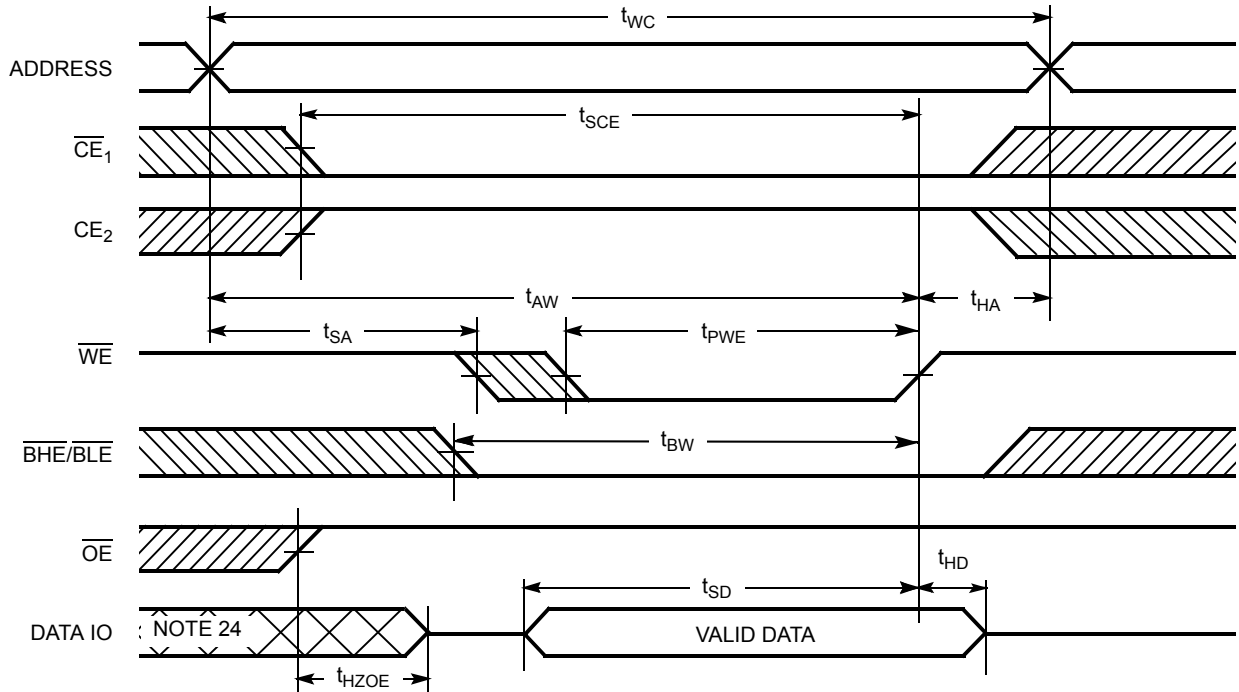 tWC
ADDRESS
tSCE
CE1
CE2
tAW
tHA
tSA
tPWE
WE
tBW
BHE/BLE
OE
tHD
tSD
DATA IO
NOTE 24
VALID DATA
tHZOE